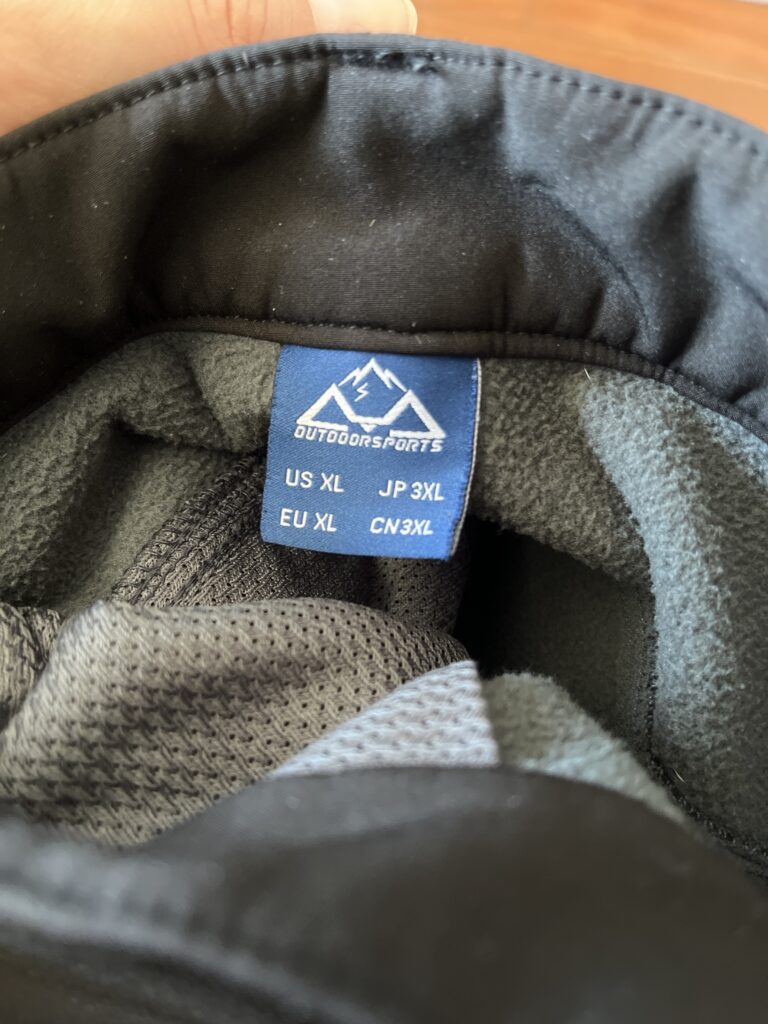 OUTDOORSPORTS
US XL JP 3XL
EU XL CN3XL